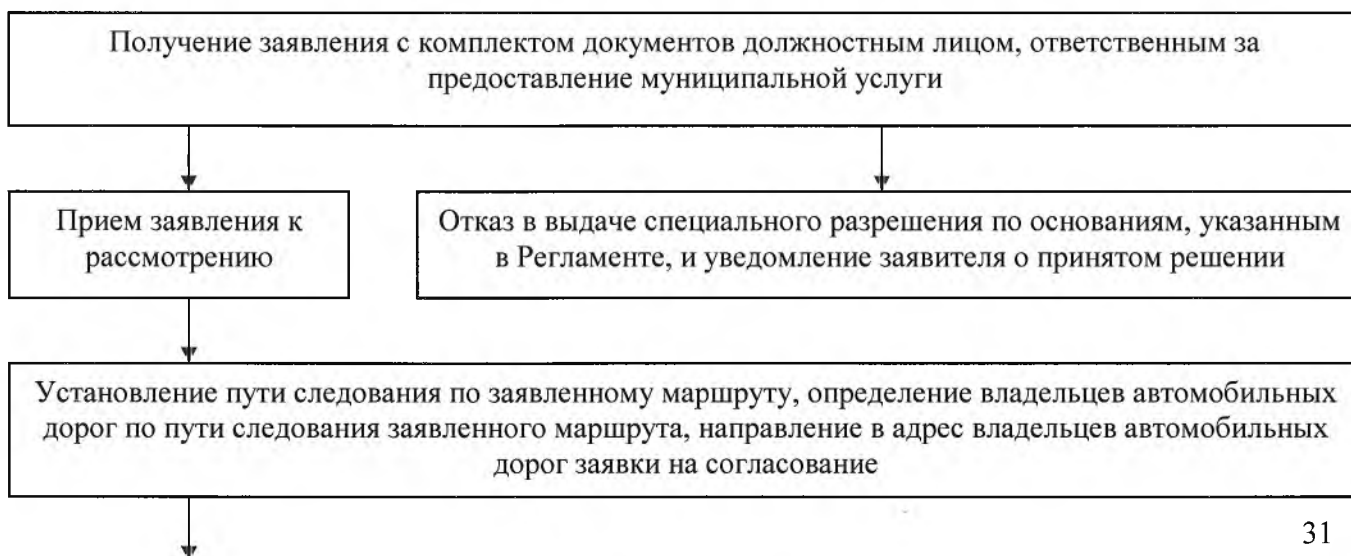 Получение заявления с комплектом документов должностным лицом, ответственным за
предоставление муниципальной услуги
Прием заявления к
рассмотрению
Отказ в выдаче специального разрешения по основаниям, указанным
в Регламенте, и уведомление заявителя о принятом решении
Установление пути следования по заявленному маршруту, определение владельцев автомобильных
дорог по пути следования заявленного маршрута, направление в адрес владельцев автомобильных
дорог заявки на согласование
31